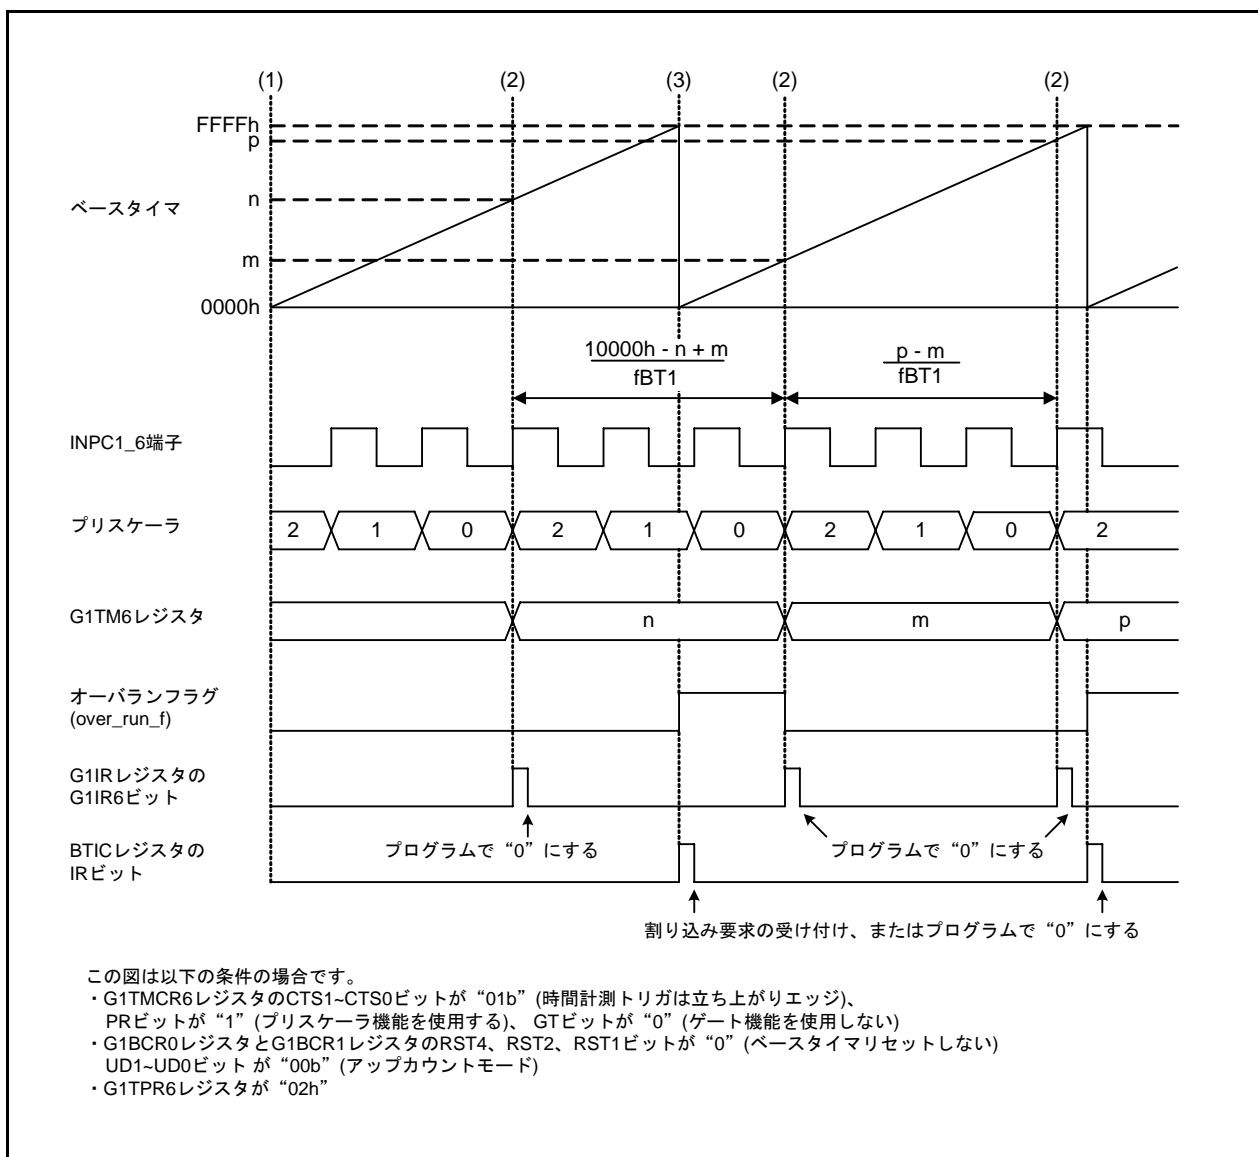 (1) (2) (3) (2) (2)
FFFFh
p
n
ベースタイマ
m
0000h
10000h - n + m
fBT1
p - m
fBT1
INPC1_6端子
プリスケーラ 2 1 0 2 1 0 2 1 0 2
G1TM6レジスタ n m p
オーバランフラグ
(over_run_f)
G1IRレジスタの
G1IR6ビット
プログラムで“0”にする プログラムで“0”にする
BTICレジスタの
IRビット
割り込み要求の受け付け、またはプログラムで“0”にする
この図は以下の条件の場合です。
・G1TMCR6レジスタのCTS1~CTS0ビットが“01b”(時間計測トリガは立ち上がりエッジ)、
PRビットが“1”(プリスケーラ機能を使用する)、 GTビットが“0”(ゲート機能を使用しない)
・G1BCR0レジスタとG1BCR1レジスタのRST4、RST2、RST1ビットが“0”(ベースタイマリセットしない)
UD1~UD0ビット が“00b”(アップカウントモード)
・G1TPR6レジスタが“02h”